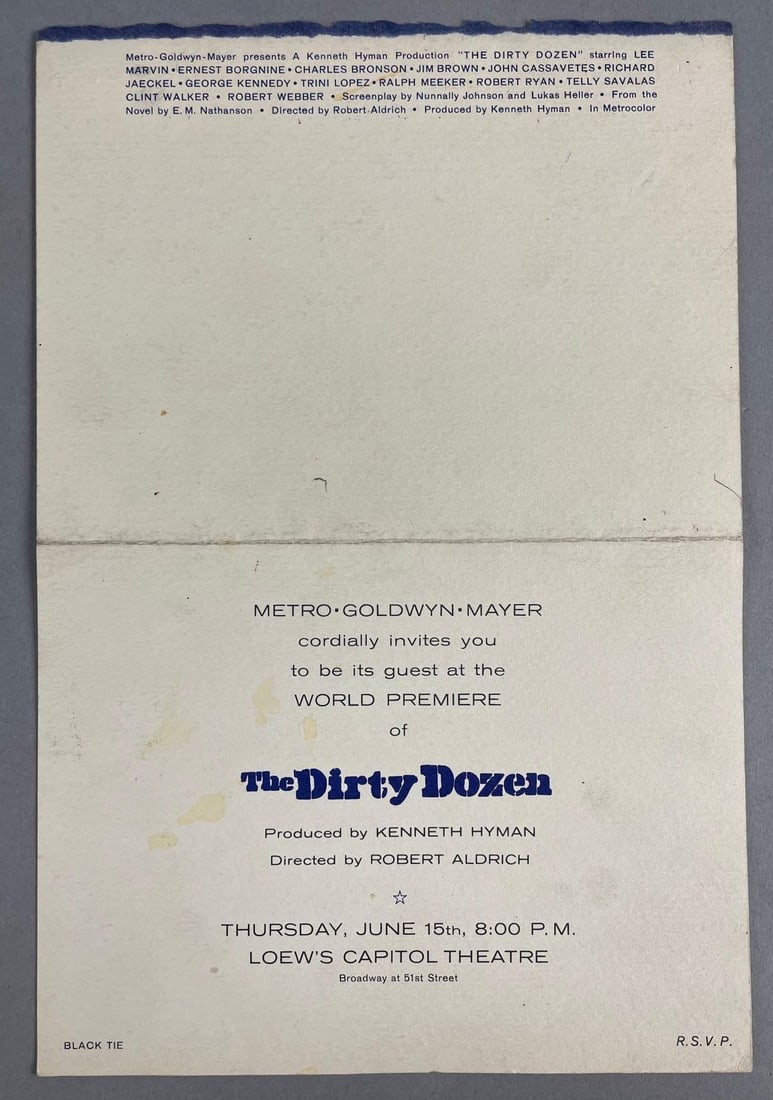 Metro-Goldwyn-Mayer presents A Kenneth Hyman Production "THE DIRTY DOZEN" starring LEE
MARVIN • ERNEST BORGNINE • CHARLES BRONSON • JIM BROWN • JOHN CASSAVETES • RICHARD
JAECKEL • GEORGE KENNEDY • TRINI LOPEZ • RALPH MEEKER • ROBERT RYAN • TELLY SAVALAS
CLINT WALKER • ROBERT WEBBER • Screenplay by Nunnally Johnson and Lukas Heller • From the
Novel by E. M. Nathanson • Directed by Robert Aldrich • Produced by Kenneth Hyman • In Metrocolor
METRO•GOLDWYN•MAYER
cordially invites you
to be its guest at the
WORLD PREMIERE
of
The Dirty Dozen
Produced by KENNETH HYMAN
Directed by ROBERT ALDRICH
☆
THURSDAY, JUNE 15th, 8:00 P. M.
LOEW'S CAPITOL THEATRE
Broadway at 51st Street
BLACK TIE
R. S. V. P.